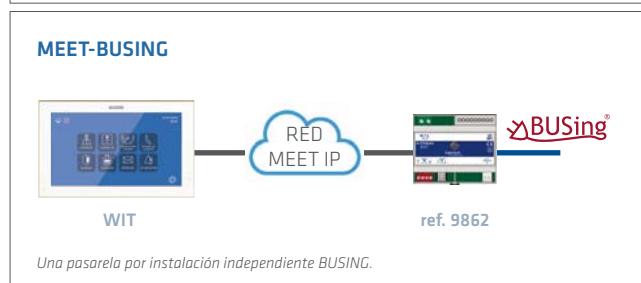 MEET-BUSING
RED
MEET IP
BUSing®
WIT
ref. 9862
Una pasarela por instalación independiente BUSING.